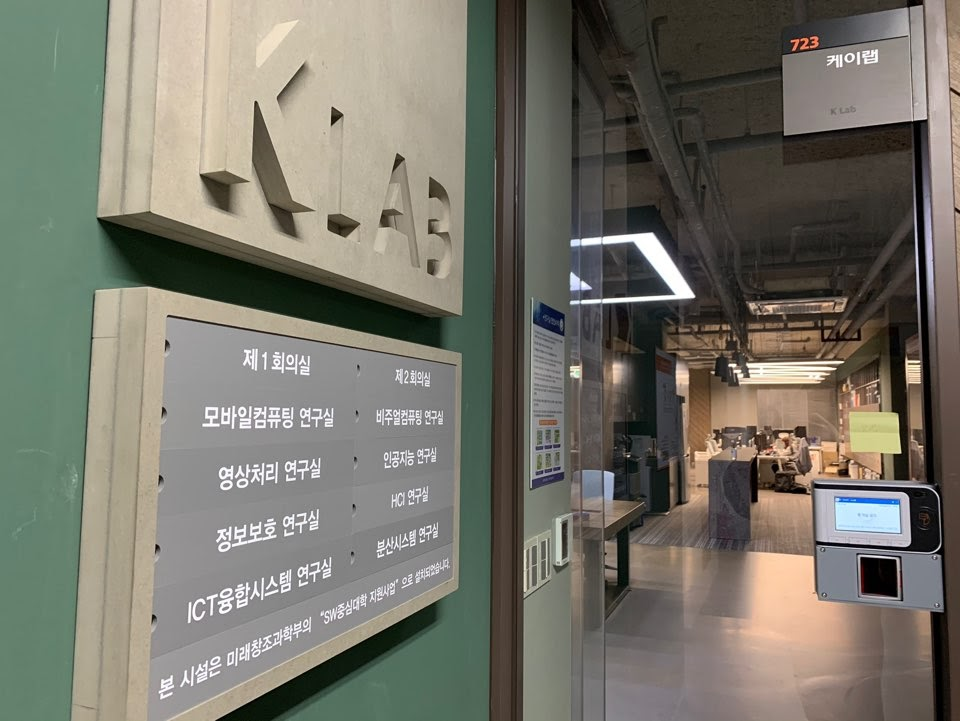 K LAB
제1회의실
모바일컴퓨팅 연구실
영상처리 연구실
정보보호 연구실
ICT융합시스템 연구실
제2회의실
비주얼컴퓨팅 연구실
인공지능 연구실
HCI 연구실
분산시스템 연구실
본 시설은 미래창조과학부의 “SW중심대학 지원사업”으로 설치되었습니다.
723
케이랩
K Lab